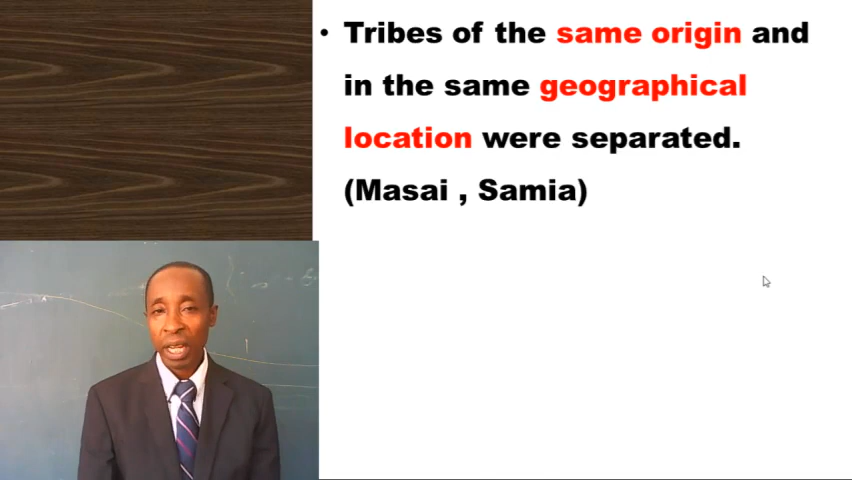 • Tribes of the same origin and
in the same geographical
location were separated.
(Masai , Samia)